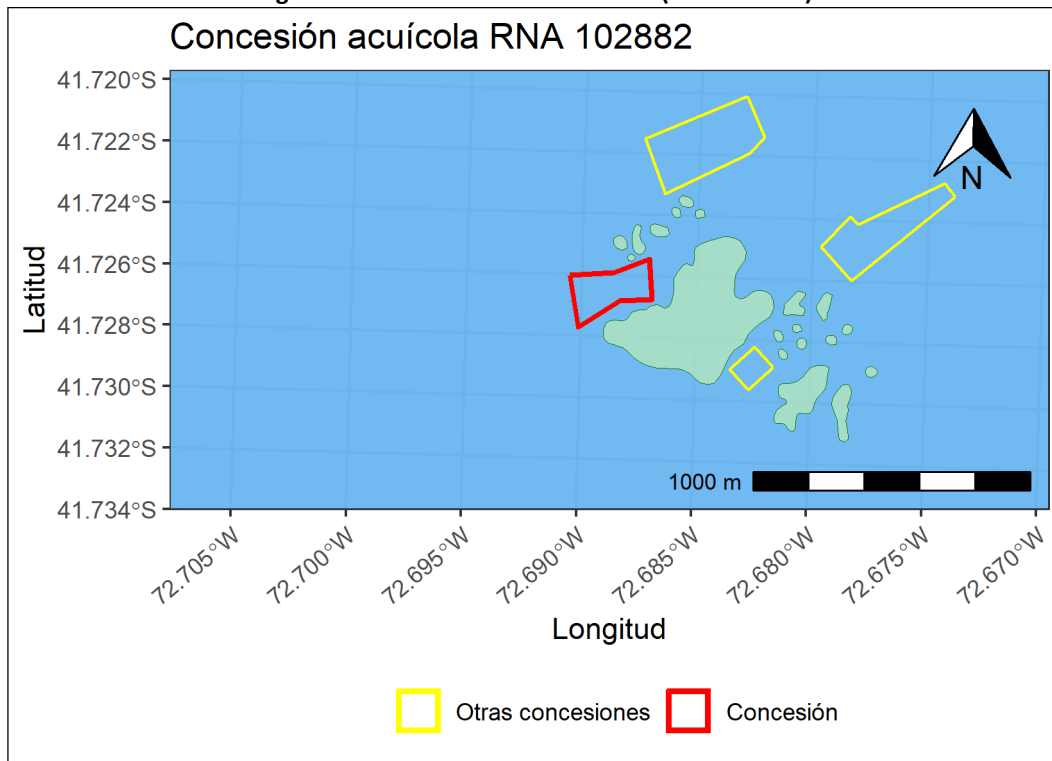 Concesión acuícola RNA 102882
41.720°S
41.722°S
41.724°S
41.726°S
41.728°S
41.730°S
41.732°S
41.734°S
Latitud
N
1000 m
72.705°W
72.700°W
72.695°W
72.690°W
72.685°W
72.680°W
72.675°W
72.670°W
Longitud
Otras concesiones
Concesión